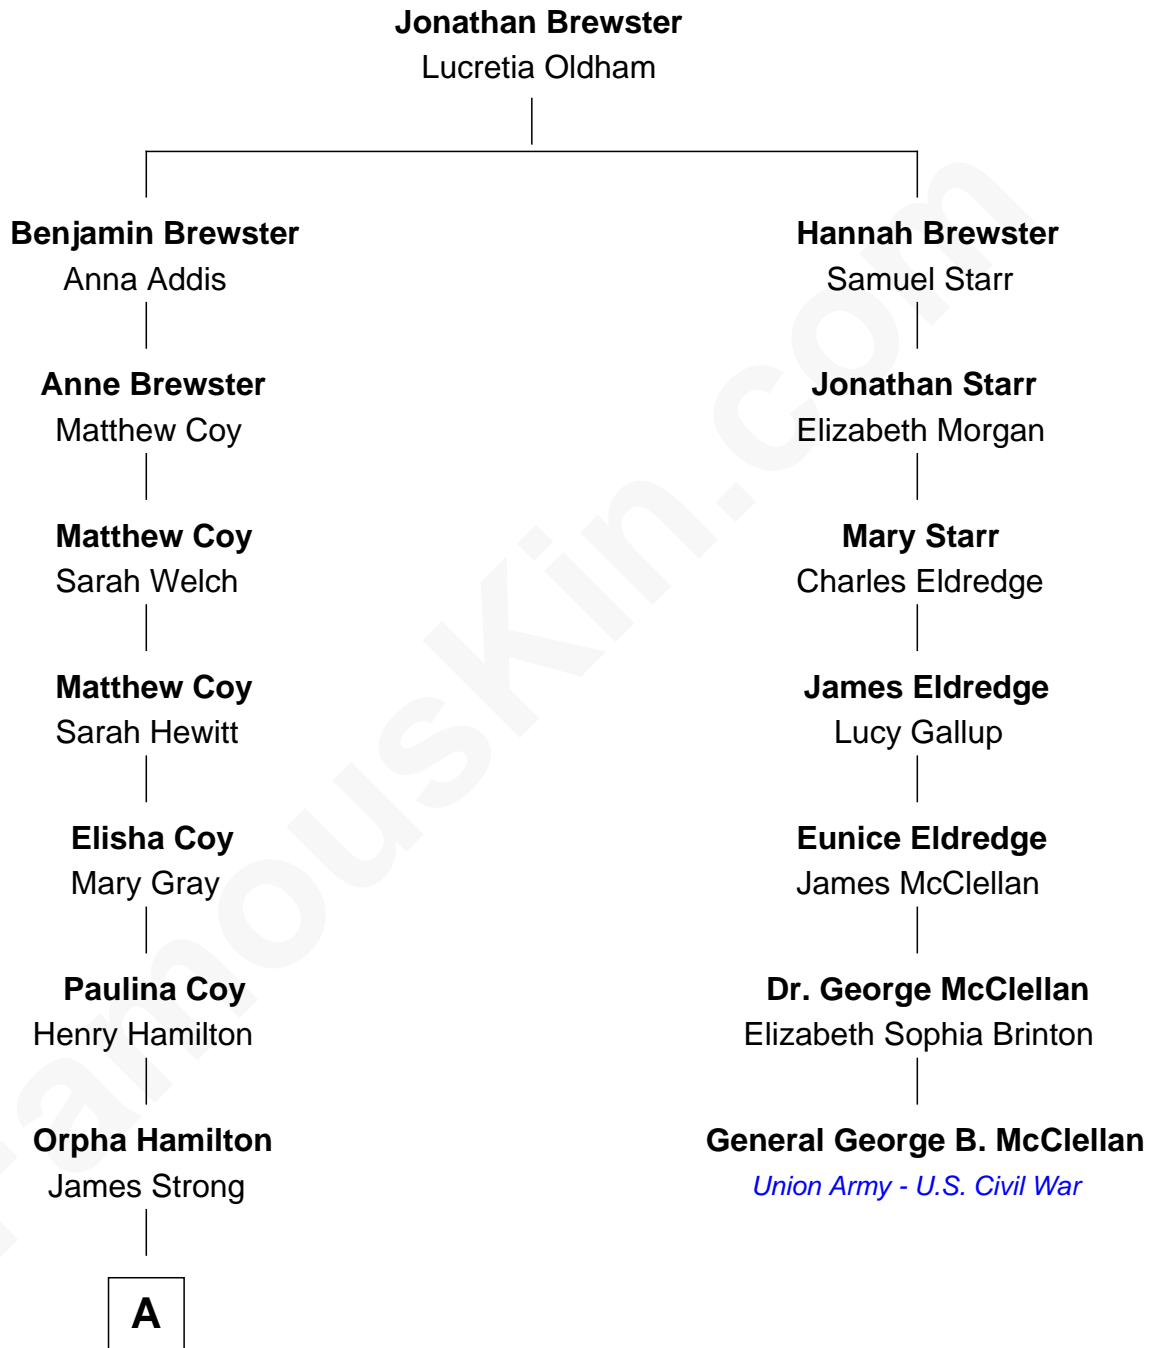 Jonathan Brewster
Lucretia Oldham
Benjamin Brewster
Anna Addis
Hannah Brewster
Samuel Starr
Anne Brewster
Matthew Coy
Jonathan Starr
Elizabeth Morgan
Matthew Coy
Sarah Welch
Mary Starr
Charles Eldredge
Matthew Coy
Sarah Hewitt
James Eldredge
Lucy Gallup
Elisha Coy
Mary Gray
Eunice Eldredge
James McClellan
Paulina Coy
Henry Hamilton
Dr. George McClellan
Elizabeth Sophia Brinton
Orpha Hamilton
James Strong
General George B. McClellan
Union Army - U.S. Civil War
A
FamousKin.com